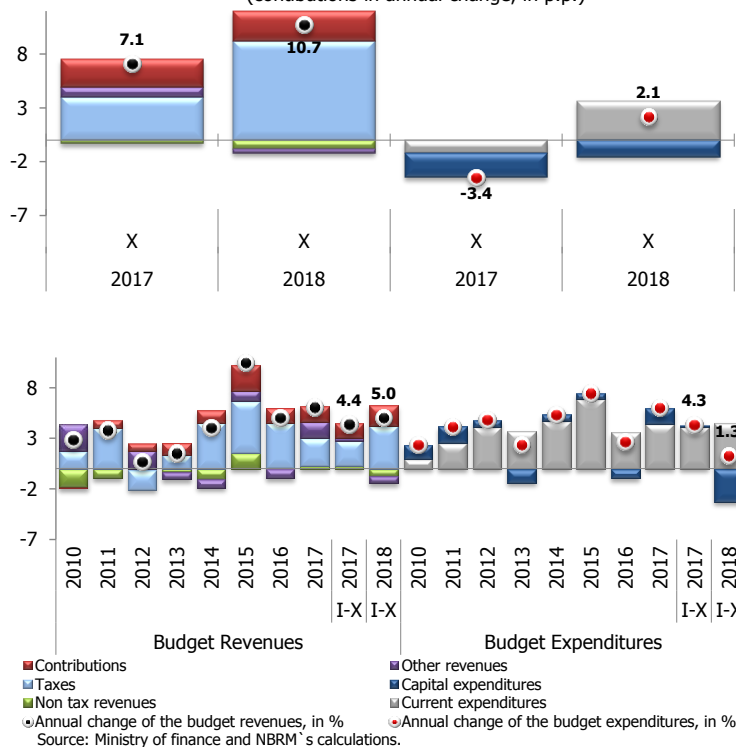 (contibutions in annual change, in p.p.)
7.1
10.7
2.1
-3.4
8
3
-2
-7
X X X X
2017 2018 2017 2018
4.4 5.0 4.3 1.3
8
3
-2
-7
2010 2011 2012 2013 2014 2015 2016 2017 2017 2018 2010 2011 2012 2013 2014 2015 2016 2017 2017 2018
I-X I-X I-X I-X
Budget Revenues Budget Expenditures
Contributions Other revenues
Taxes Capital expenditures
Non tax revenues Current expenditures
Annual change of the budget revenues, in % Annual change of the budget expenditures, in %
Source: Ministry of finance and NBRM`s calculations.